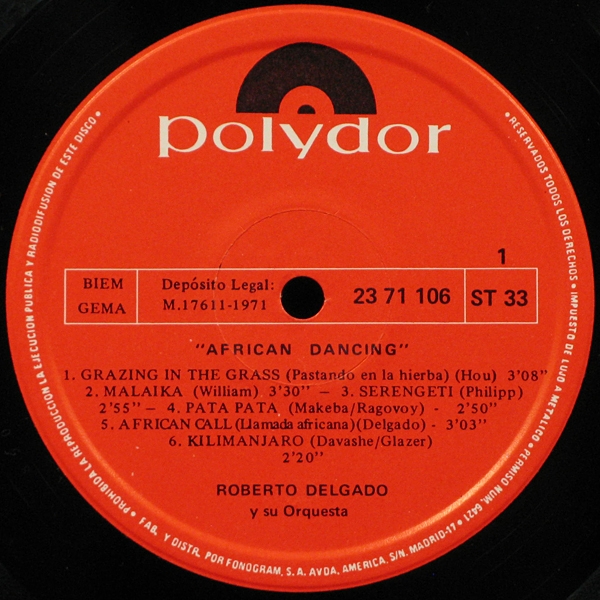 polydor
1
BIEM
GEMA
Depósito Legal:
M.17611-1971
23 71 106
ST 33
"AFRICAN DANCING"
1. GRAZING IN THE GRASS (Pastando en la hierba) (Hou) 3'08"
2. MALAIKA (William) 3'30" — 3. SERENGETI (Philipp)
2'55" — 4. PATA PATA (Makeba/Ragovoy) - 2'50"
5. AFRICAN CALL (Llamada africana)(Delgado) - 3'03"
6. KILIMANJARO (Davashe/Glazer)
2'20"
ROBERTO DELGADO
y su Orquesta
• RESERVADOS TODOS LOS DERECHOS • IMPUESTO DE LUJO A METALICO • PERMISO NUM. 6421 • FAB. Y DISTR. POR FONOGRAM, S. A. AVDA. AMERICA, S/N. MADRID-17 • PROHIBIDA LA REPRODUCCION LA EJECUCION PUBLICA Y RADIODIFUSION DE ESTE DISCO •